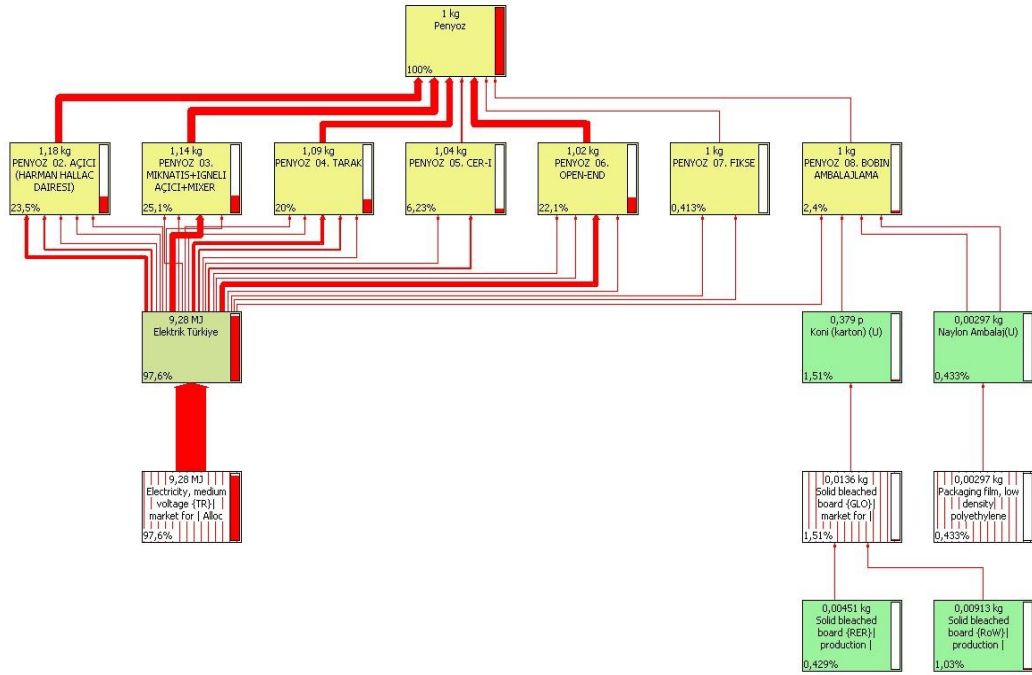 1 kg
Penyoz
100%
1,18 kg
PENYOZ 02. AÇICI
(HARMAN HALLAC
DAIRESI)
23,5%
1,14 kg
PENYOZ 03.
MIKNATIS+IGNELI
AÇICI+MIXER
25,1%
1,09 kg
PENYOZ 04. TARAK
20%
1,04 kg
PENYOZ 05. CER-I
6,23%
1,02 kg
PENYOZ 06.
OPEN-END
22,1%
1 kg
PENYOZ 07. FIKSE
0,413%
1 kg
PENYOZ 08. BOBIN
AMBALAJLAMA
2,4%
9,28 MJ
Elektrik Türkiye
97,6%
0,379 p
Koni (karton) (U)
1,51%
0,00297 kg
Naylon Ambalaj(U)
0,433%
9,28 MJ
Electricity, medium
voltage {TR}|
market for | Alloc
97,6%
0,0136 kg
Solid bleached
board {GLO}|
market for |
1,51%
0,00297 kg
Packaging film, low
density
polyethylene
0,433%
0,00451 kg
Solid bleached
board {RER}|
production |
0,429%
0,00913 kg
Solid bleached
board {RoW}|
production |
1,03%